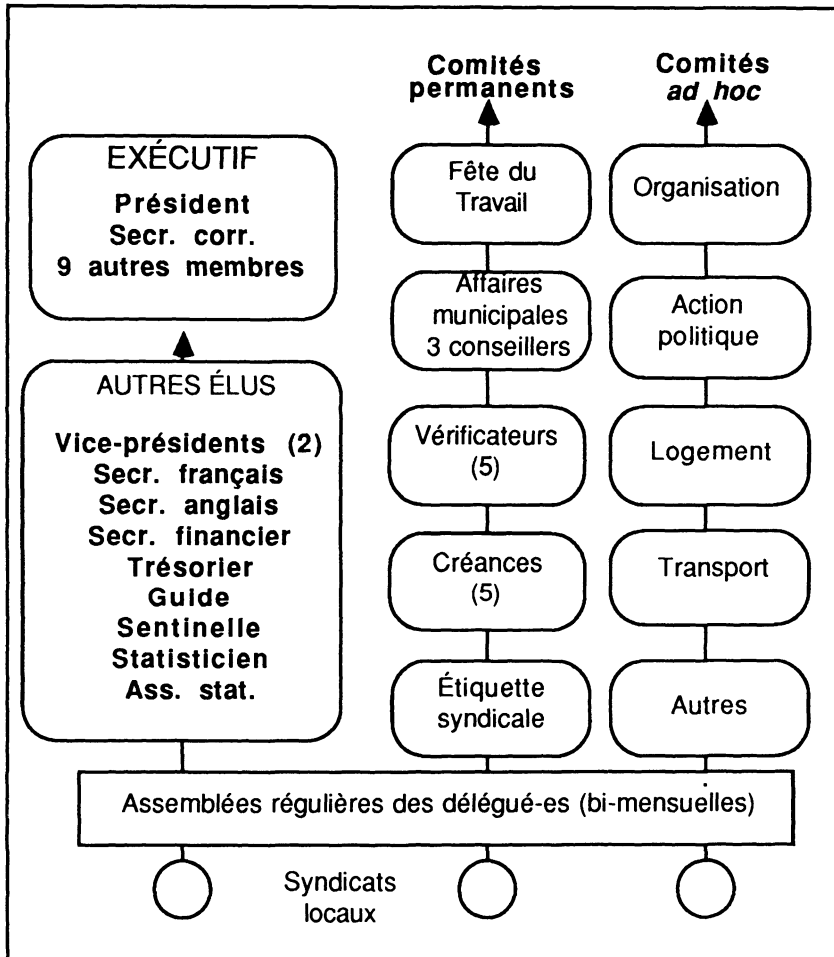 EXÉCUTIF
Président
Secr. corr.
9 autres membres
AUTRES ÉLUS
Vice-présidents (2)
Secr. français
Secr. anglais
Secr. financier
Trésorier
Guide
Sentinelle
Statisticien
Ass. stat.
Comités
permanents
Fête du
Travail
Affaires
municipales
3 conseillers
Vérificateurs
(5)
Créances
(5)
Étiquette
syndicale
Comités
ad hoc
Organisation
Action
politique
Logement
Transport
Autres
Assemblées régulières des délégué-es (bi-mensuelles)
Syndicats
locaux